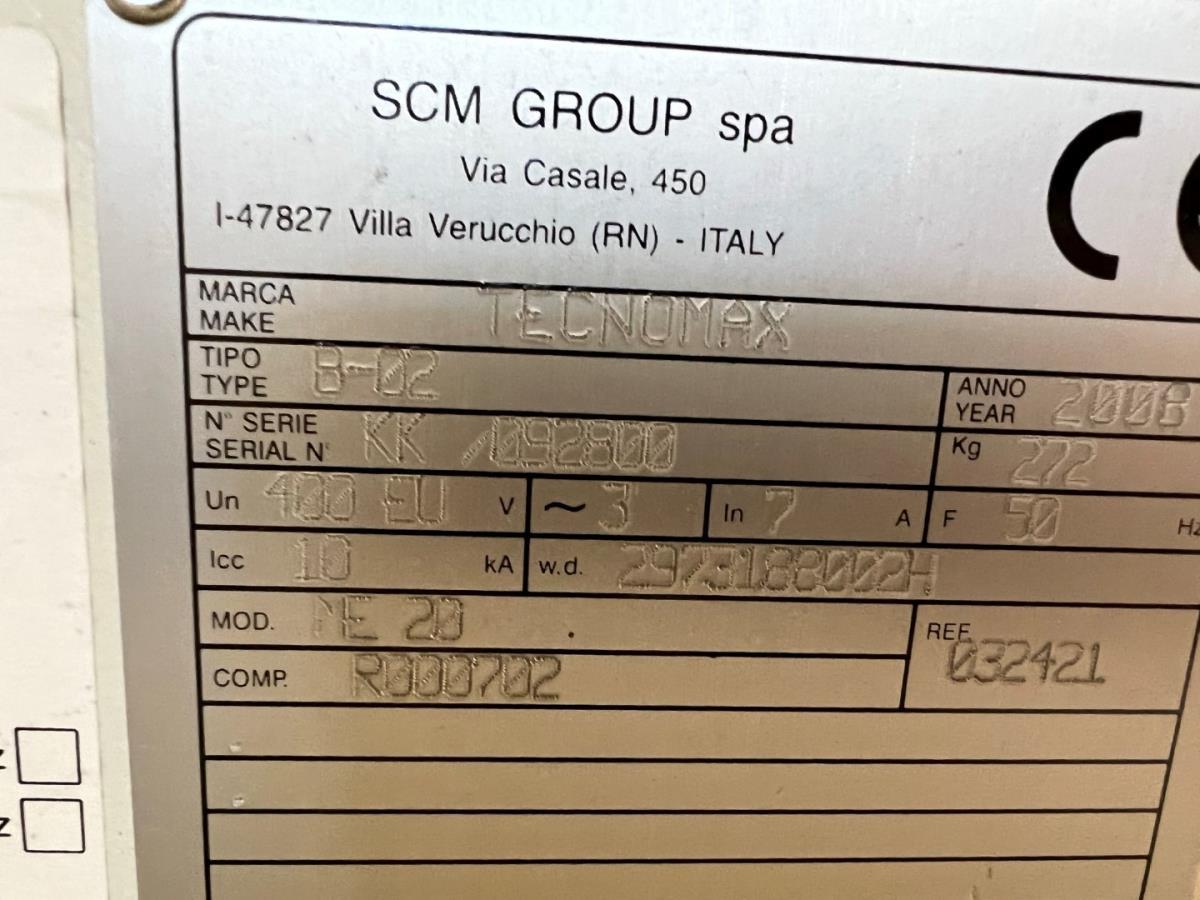 SCM GROUP spa
Via Casale, 450
I-47827 Villa Verucchio (RN) - ITALY
CE
MARCA
MAKE TECNOMAX
TIPO
TYPE B-02
ANNO
YEAR 2008
N° SERIE
SERIAL N° KK /092800
Kg 272
Un 400 EU V ~ 3 In 7 A F 50 Hz
Icc 10 kA w.d. 2973188002H
MOD. ME 20
REF. 032421
COMP. R000702
z
z